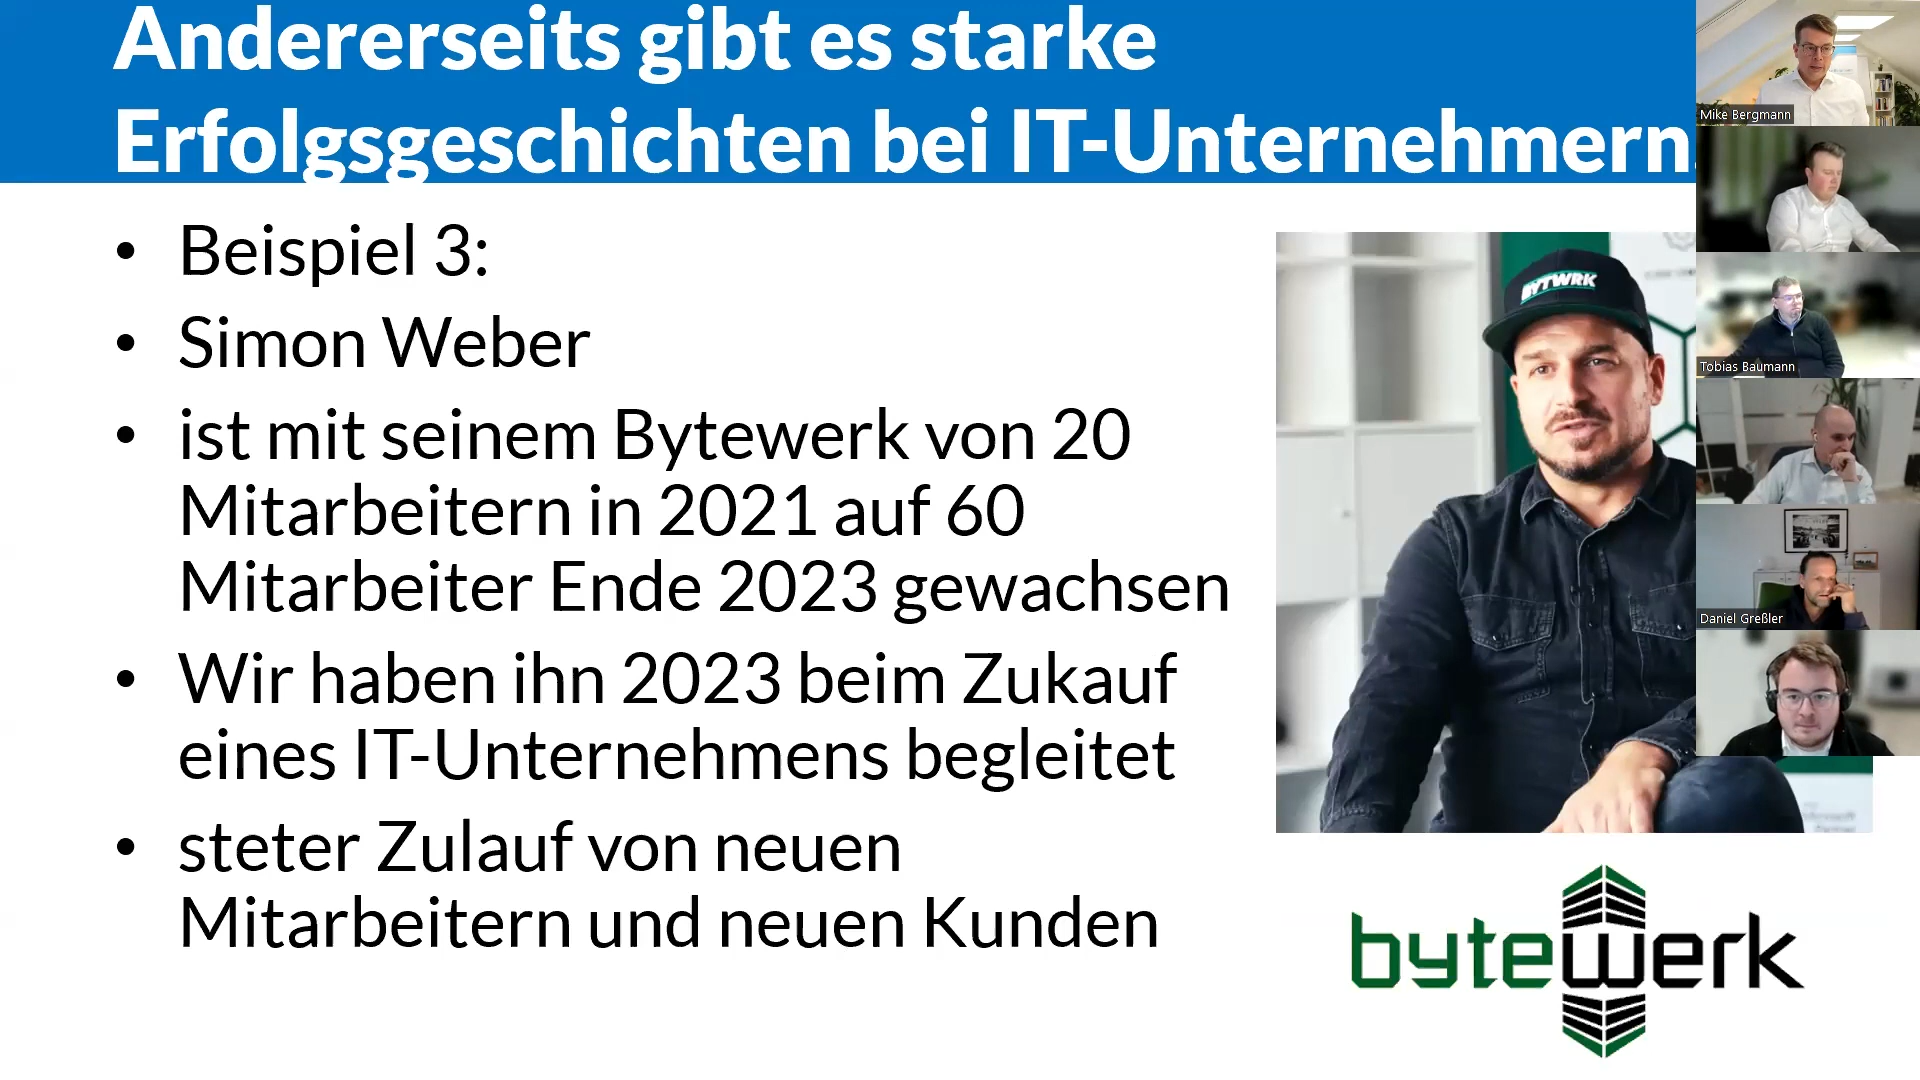 Andererseits gibt es starke
Erfolgsgeschichten bei IT-Unternehmern.
• Beispiel 3:
• Simon Weber
• ist mit seinem Bytewerk von 20
Mitarbeitern in 2021 auf 60
Mitarbeiter Ende 2023 gewachsen
• Wir haben ihn 2023 beim Zukauf
eines IT-Unternehmens begleitet
• steter Zulauf von neuen
Mitarbeitern und neuen Kunden
BYTWRK
bytewerk
Mike Bergmann
Tobias Baumann
Daniel Greßler